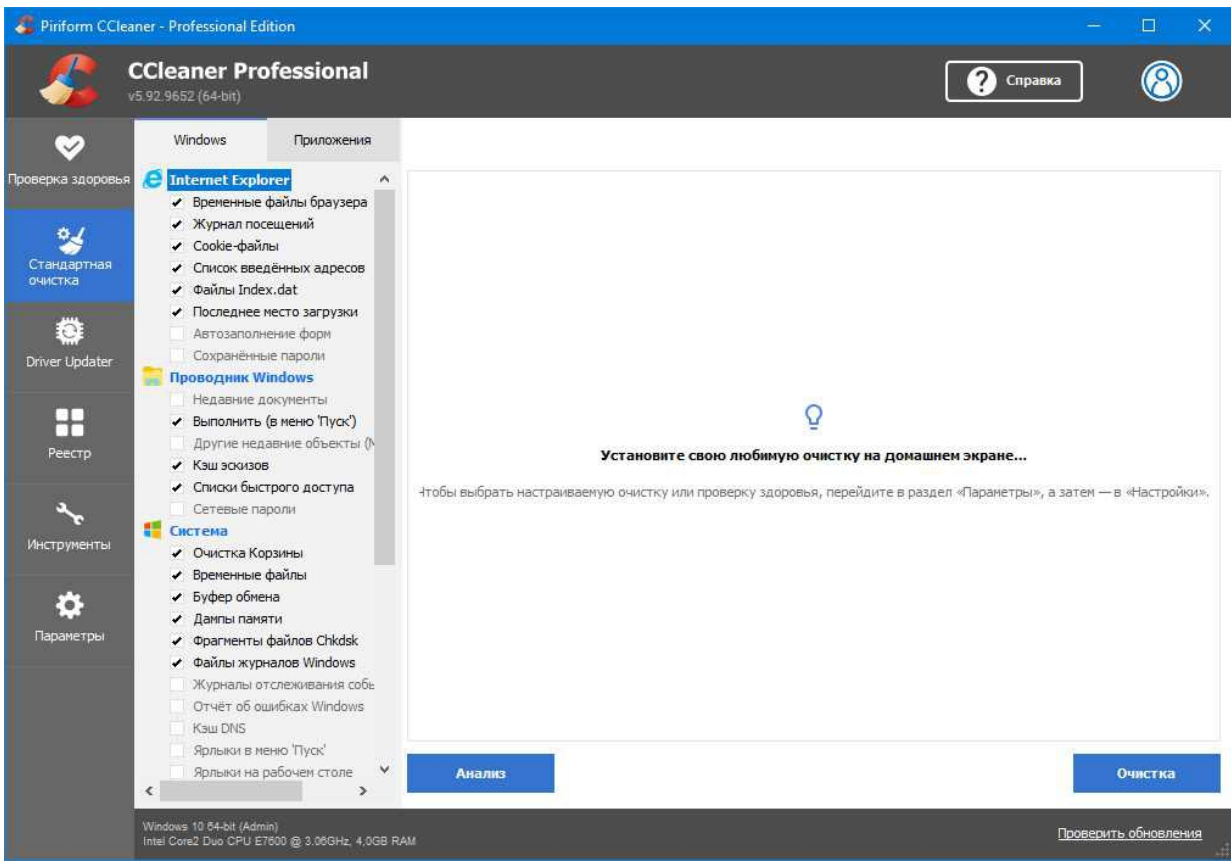 Piriform CCleaner - Professional Edition
CCleaner Professional
v5.92.9652 (64-bit)
Справка
Проверка здоровья
Стандартная
очистка
Driver Updater
Реестр
Инструменты
Параметры
Windows
Приложения
Internet Explorer
Временные файлы браузера
Журнал посещений
Cookie-файлы
Список введённых адресов
Файлы Index.dat
Последнее место загрузки
Автозаполнение форм
Сохранённые пароли
Проводник Windows
Недавние документы
Выполнить (в меню 'Пуск')
Другие недавние объекты (М
Кэш эскизов
Списки быстрого доступа
Сетевые пароли
Система
Очистка Корзины
Временные файлы
Буфер обмена
Дампы памяти
Фрагменты файлов Chkdsk
Файлы журналов Windows
Журналы отслеживания собы
Отчёт об ошибках Windows
Кэш DNS
Ярлыки в меню 'Пуск'
Ярлыки на рабочем столе
Установите свою любимую очистку на домашнем экране...
Чтобы выбрать настраиваемую очистку или проверку здоровья, перейдите в раздел «Параметры», а затем — в «Настройки».
Анализ
Очистка
Windows 10 64-bit (Admin)
Intel Core2 Duo CPU E7600 @ 3.06GHz, 4,0GB RAM
Проверить обновления